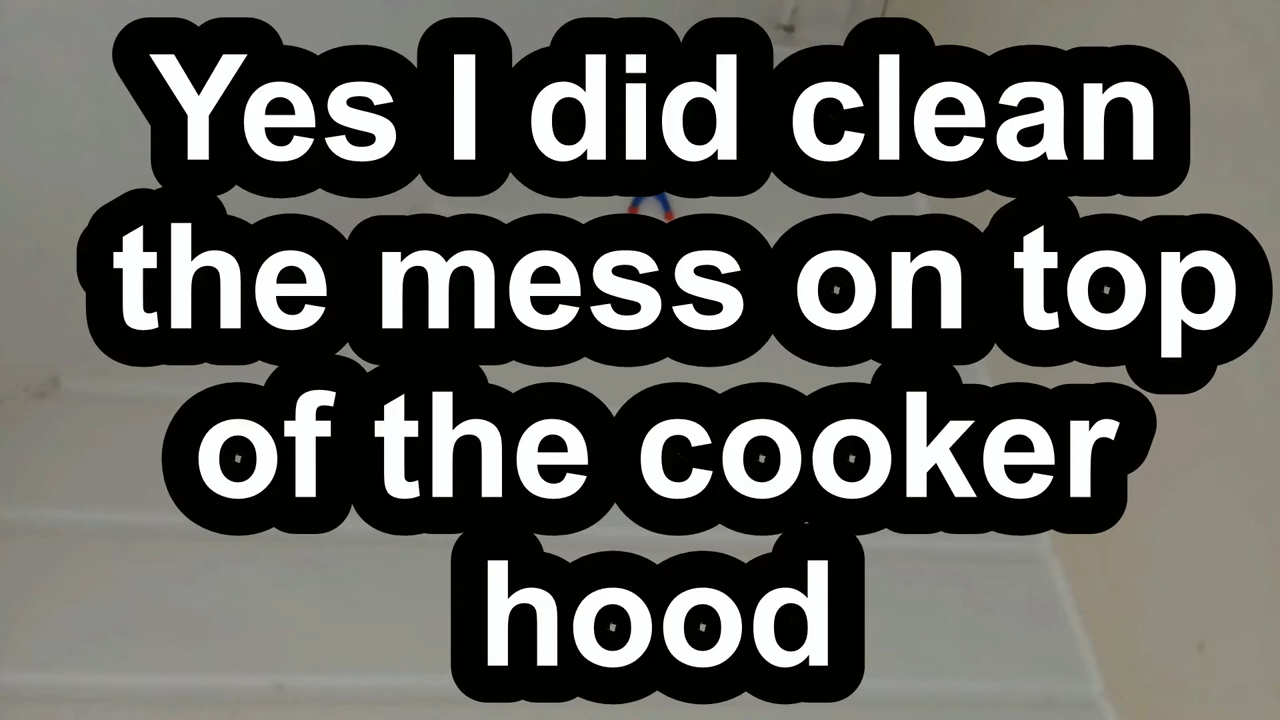 Yes I did clean
the mess on top
of the cooker
hood